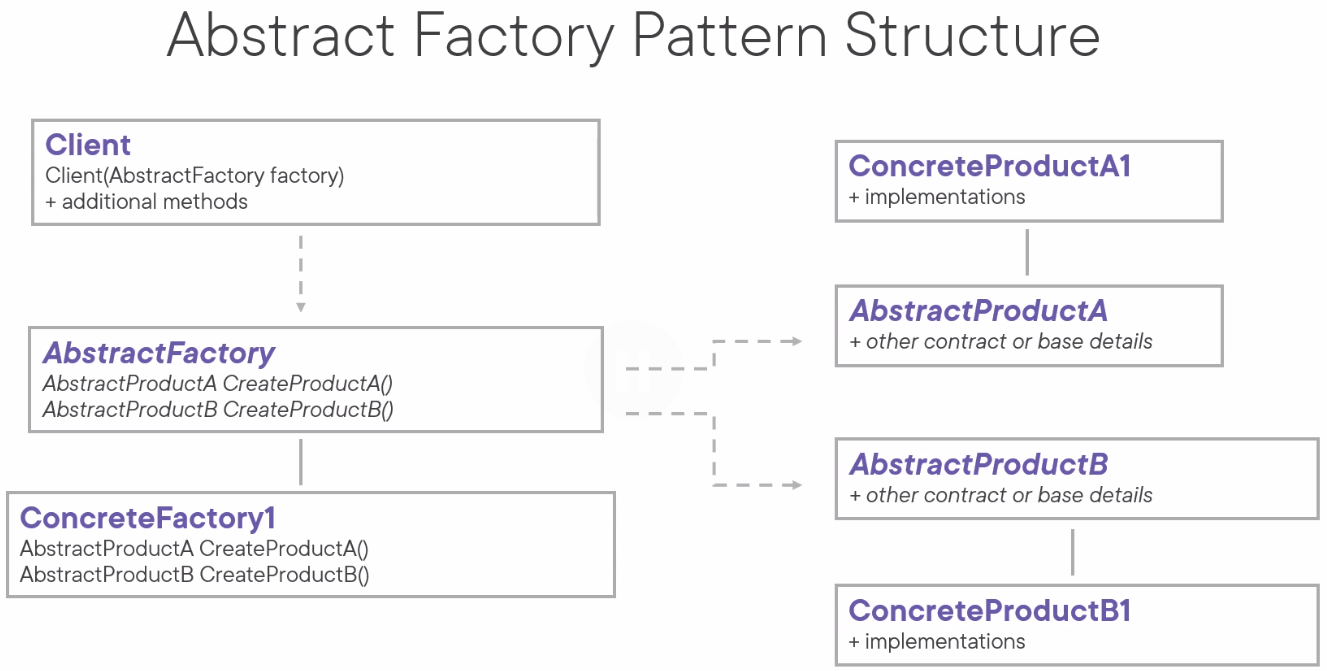 Abstract Factory Pattern Structure
Client
Client(AbstractFactory factory)
+ additional methods
AbstractFactory
AbstractProductA CreateProductA()
AbstractProductB CreateProductB()
ConcreteFactory1
AbstractProductA CreateProductA()
AbstractProductB CreateProductB()
ConcreteProductA1
+ implementations
AbstractProductA
+ other contract or base details
AbstractProductB
+ other contract or base details
ConcreteProductB1
+ implementations